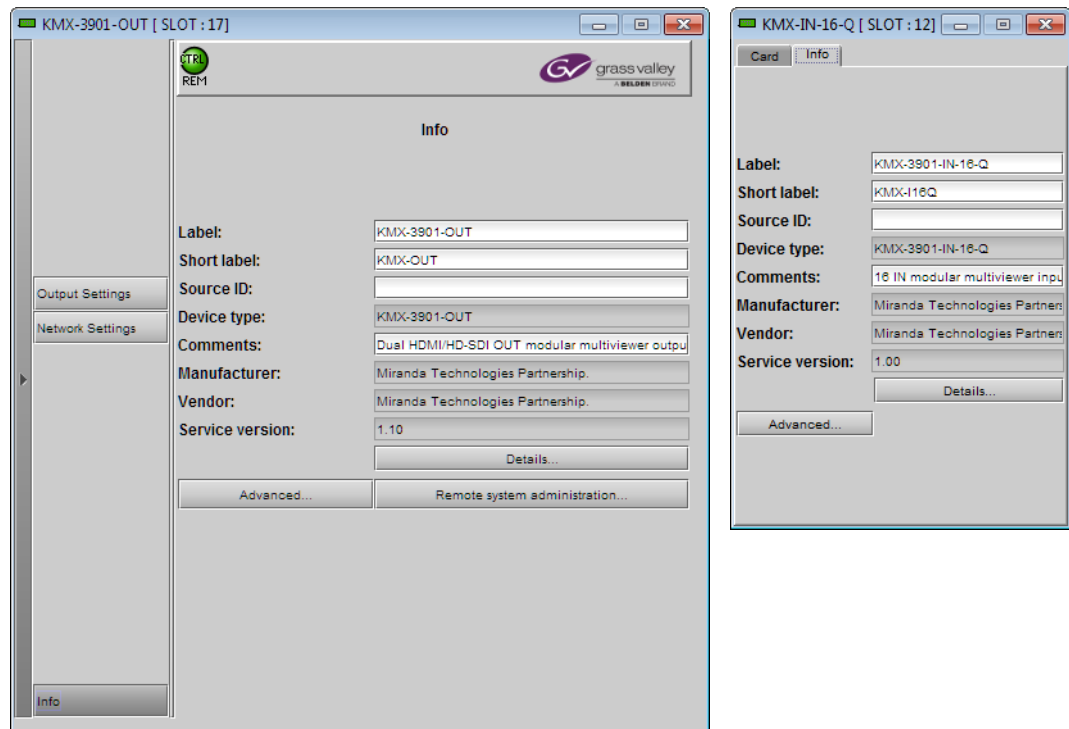 KMX-3901-OUT [ SLOT : 17]
CTRL
REM
GV grass valley
A BELDEN BRAND
Info
Label: KMX-3901-OUT
Short label: KMX-OUT
Source ID:
Device type: KMX-3901-OUT
Comments: Dual HDMI/HD-SDI OUT modular multiviewer outpu
Manufacturer: Miranda Technologies Partnership.
Vendor: Miranda Technologies Partnership.
Service version: 1.10
Details...
Advanced... Remote system administration...
Output Settings
Network Settings
Info
KMX-IN-16-Q [ SLOT : 12]
Card Info
Label: KMX-3901-IN-16-Q
Short label: KMX-I16Q
Source ID:
Device type: KMX-3901-IN-16-Q
Comments: 16 IN modular multiviewer inpu
Manufacturer: Miranda Technologies Partners
Vendor: Miranda Technologies Partners
Service version: 1.00
Details...
Advanced...